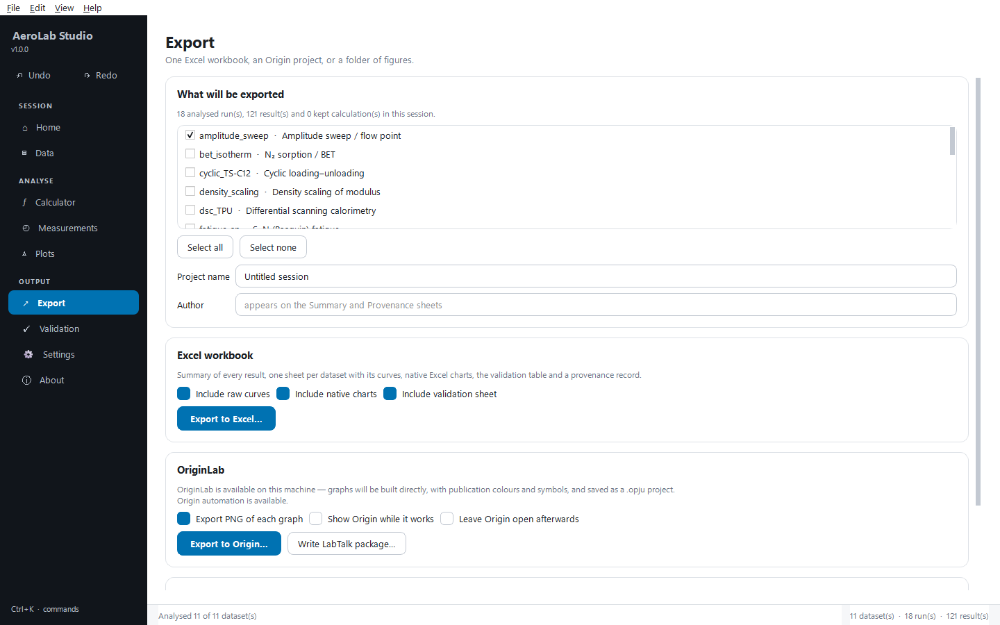 File Edit View Help
AeroLab Studio
v1.0.0
Undo Redo
SESSION
Home
Data
ANALYSE
Calculator
Measurements
Plots
OUTPUT
Export
Validation
Settings
About
Ctrl+K · commands
Export
One Excel workbook, an Origin project, or a folder of figures.
What will be exported
18 analysed run(s), 121 result(s) and 0 kept calculation(s) in this session.
amplitude_sweep · Amplitude sweep / flow point
bet_isotherm · N₂ sorption / BET
cyclic_TS-C12 · Cyclic loading–unloading
density_scaling · Density scaling of modulus
dsc_TPU · Differential scanning calorimetry
Select all Select none
Project name Untitled session
Author appears on the Summary and Provenance sheets
Excel workbook
Summary of every result, one sheet per dataset with its curves, native Excel charts, the validation table and a provenance record.
Include raw curves Include native charts Include validation sheet
Export to Excel...
OriginLab
OriginLab is available on this machine — graphs will be built directly, with publication colours and symbols, and saved as a .opju project.
Origin automation is available.
Export PNG of each graph Show Origin while it works Leave Origin open afterwards
Export to Origin... Write LabTalk package...
Analysed 11 of 11 dataset(s) 11 dataset(s) · 18 run(s) · 121 result(s)